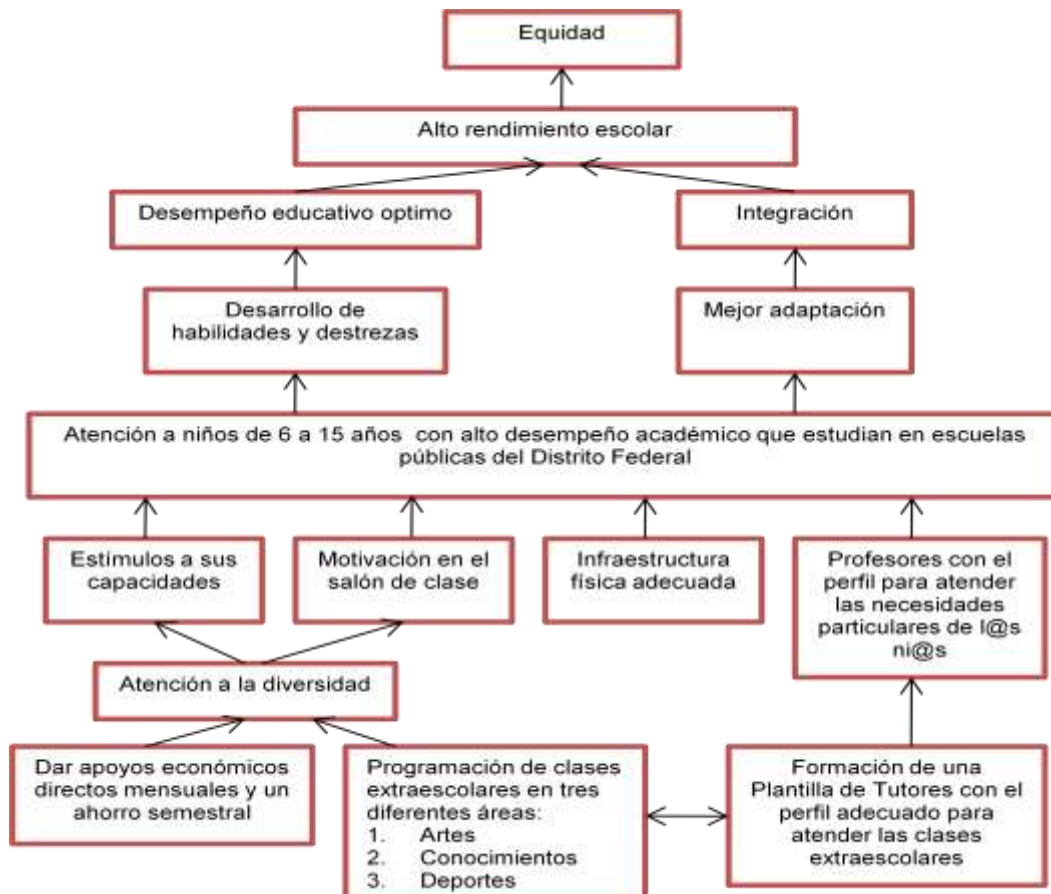 Equidad
Alto rendimiento escolar
Desempeño educativo optimo
Integración
Desarrollo de
habilidades y destrezas
Mejor adaptación
Atención a niños de 6 a 15 años con alto desempeño académico que estudian en escuelas
públicas del Distrito Federal
Estímulos a sus
capacidades
Motivación en el
salón de clase
Infraestructura
física adecuada
Profesores con el
perfil para atender
las necesidades
particulares de l@s
ni@s
Atención a la diversidad
Dar apoyos económicos
directos mensuales y un
ahorro semestral
Programación de clases
extraescolares en tres
diferentes áreas:
1. Artes
2. Conocimientos
3. Deportes
Formación de una
Plantilla de Tutores con el
perfil adecuado para
atender las clases
extraescolares